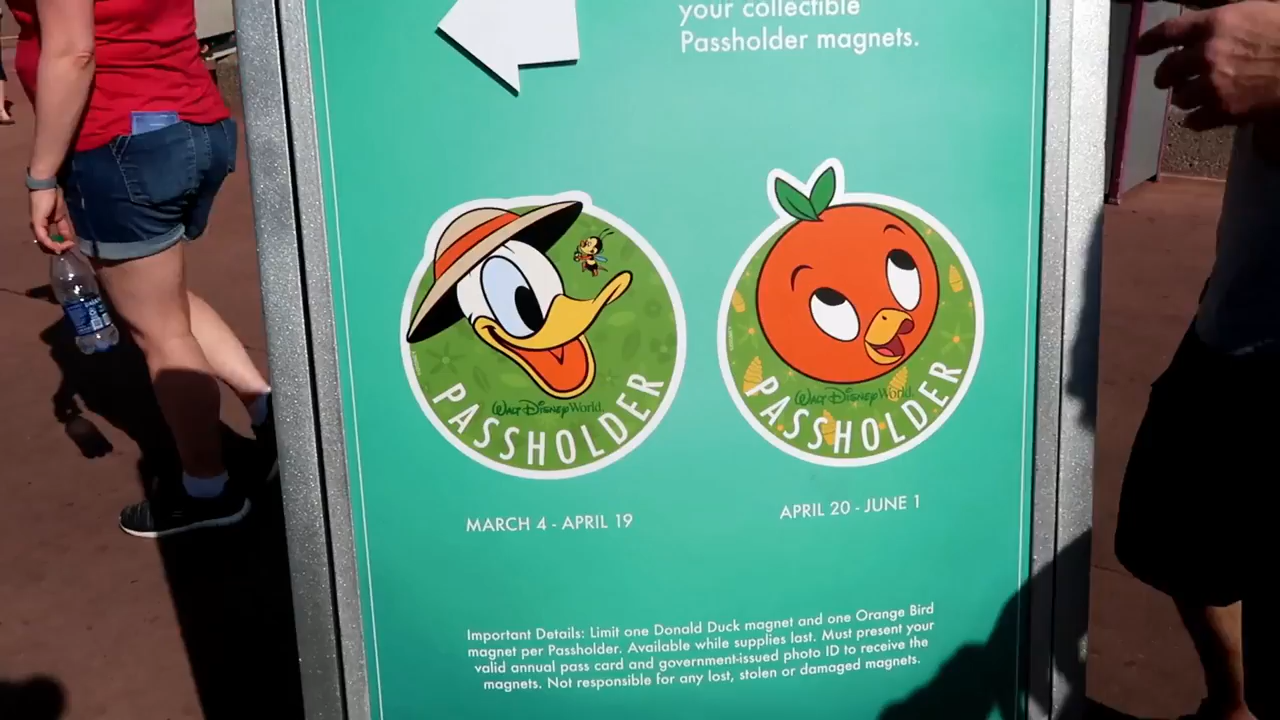 your collectible
Passholder magnets.
Walt Disney World.
PASSHOLDER
Walt Disney World.
PASSHOLDER
MARCH 4 - APRIL 19
APRIL 20 - JUNE 1
Important Details: Limit one Donald Duck magnet and one Orange Bird
magnet per Passholder. Available while supplies last. Must present your
valid annual pass card and government-issued photo ID to receive the
magnets. Not responsible for any lost, stolen or damaged magnets.